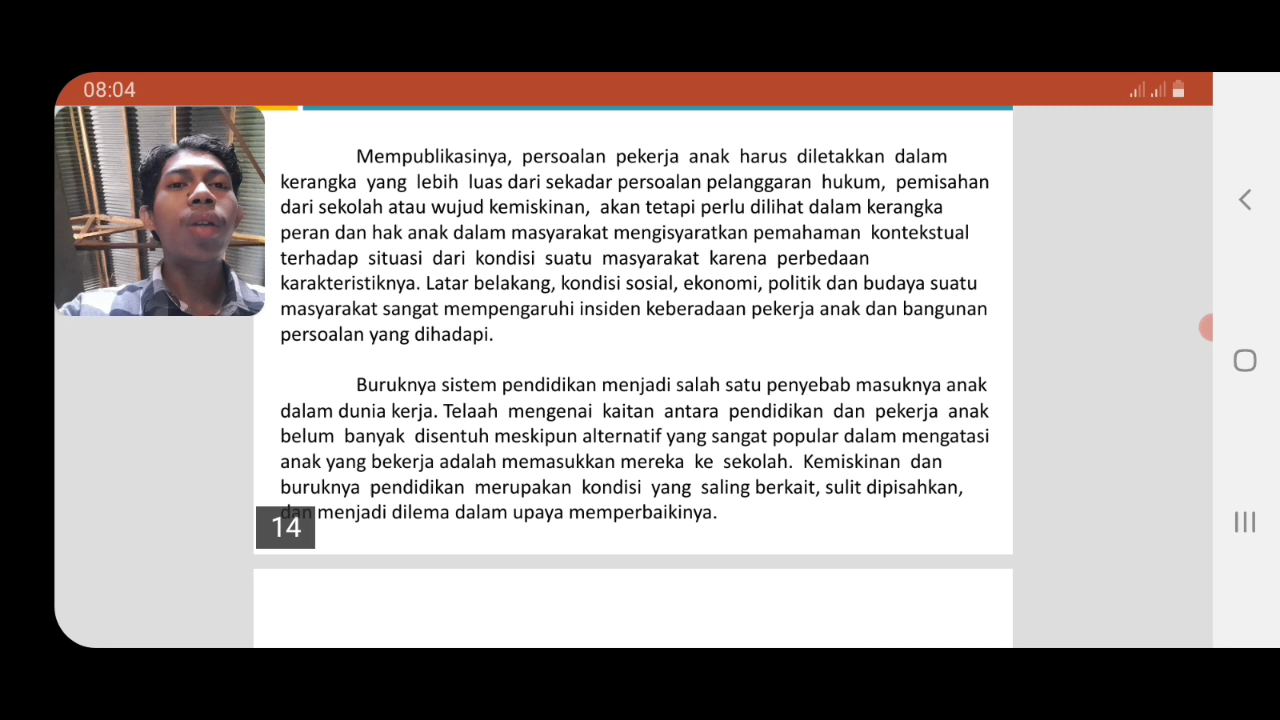 08:04
Mempublikasinya, persoalan pekerja anak harus diletakkan dalam
kerangka yang lebih luas dari sekadar persoalan pelanggaran hukum, pemisahan
dari sekolah atau wujud kemiskinan, akan tetapi perlu dilihat dalam kerangka
peran dan hak anak dalam masyarakat mengisyaratkan pemahaman kontekstual
terhadap situasi dari kondisi suatu masyarakat karena perbedaan
karakteristiknya. Latar belakang, kondisi sosial, ekonomi, politik dan budaya suatu
masyarakat sangat mempengaruhi insiden keberadaan pekerja anak dan bangunan
persoalan yang dihadapi.
Buruknya sistem pendidikan menjadi salah satu penyebab masuknya anak
dalam dunia kerja. Telaah mengenai kaitan antara pendidikan dan pekerja anak
belum banyak disentuh meskipun alternatif yang sangat popular dalam mengatasi
anak yang bekerja adalah memasukkan mereka ke sekolah. Kemiskinan dan
buruknya pendidikan merupakan kondisi yang saling berkait, sulit dipisahkan,
dan menjadi dilema dalam upaya memperbaikinya.
14